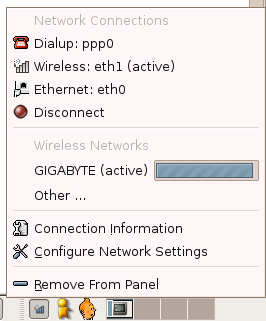 Network Connections
Dialup: ppp0
Wireless: eth1 (active)
Ethernet: eth0
Disconnect
Wireless Networks
GIGABYTE (active)
Other ...
Connection Information
Configure Network Settings
Remove From Panel